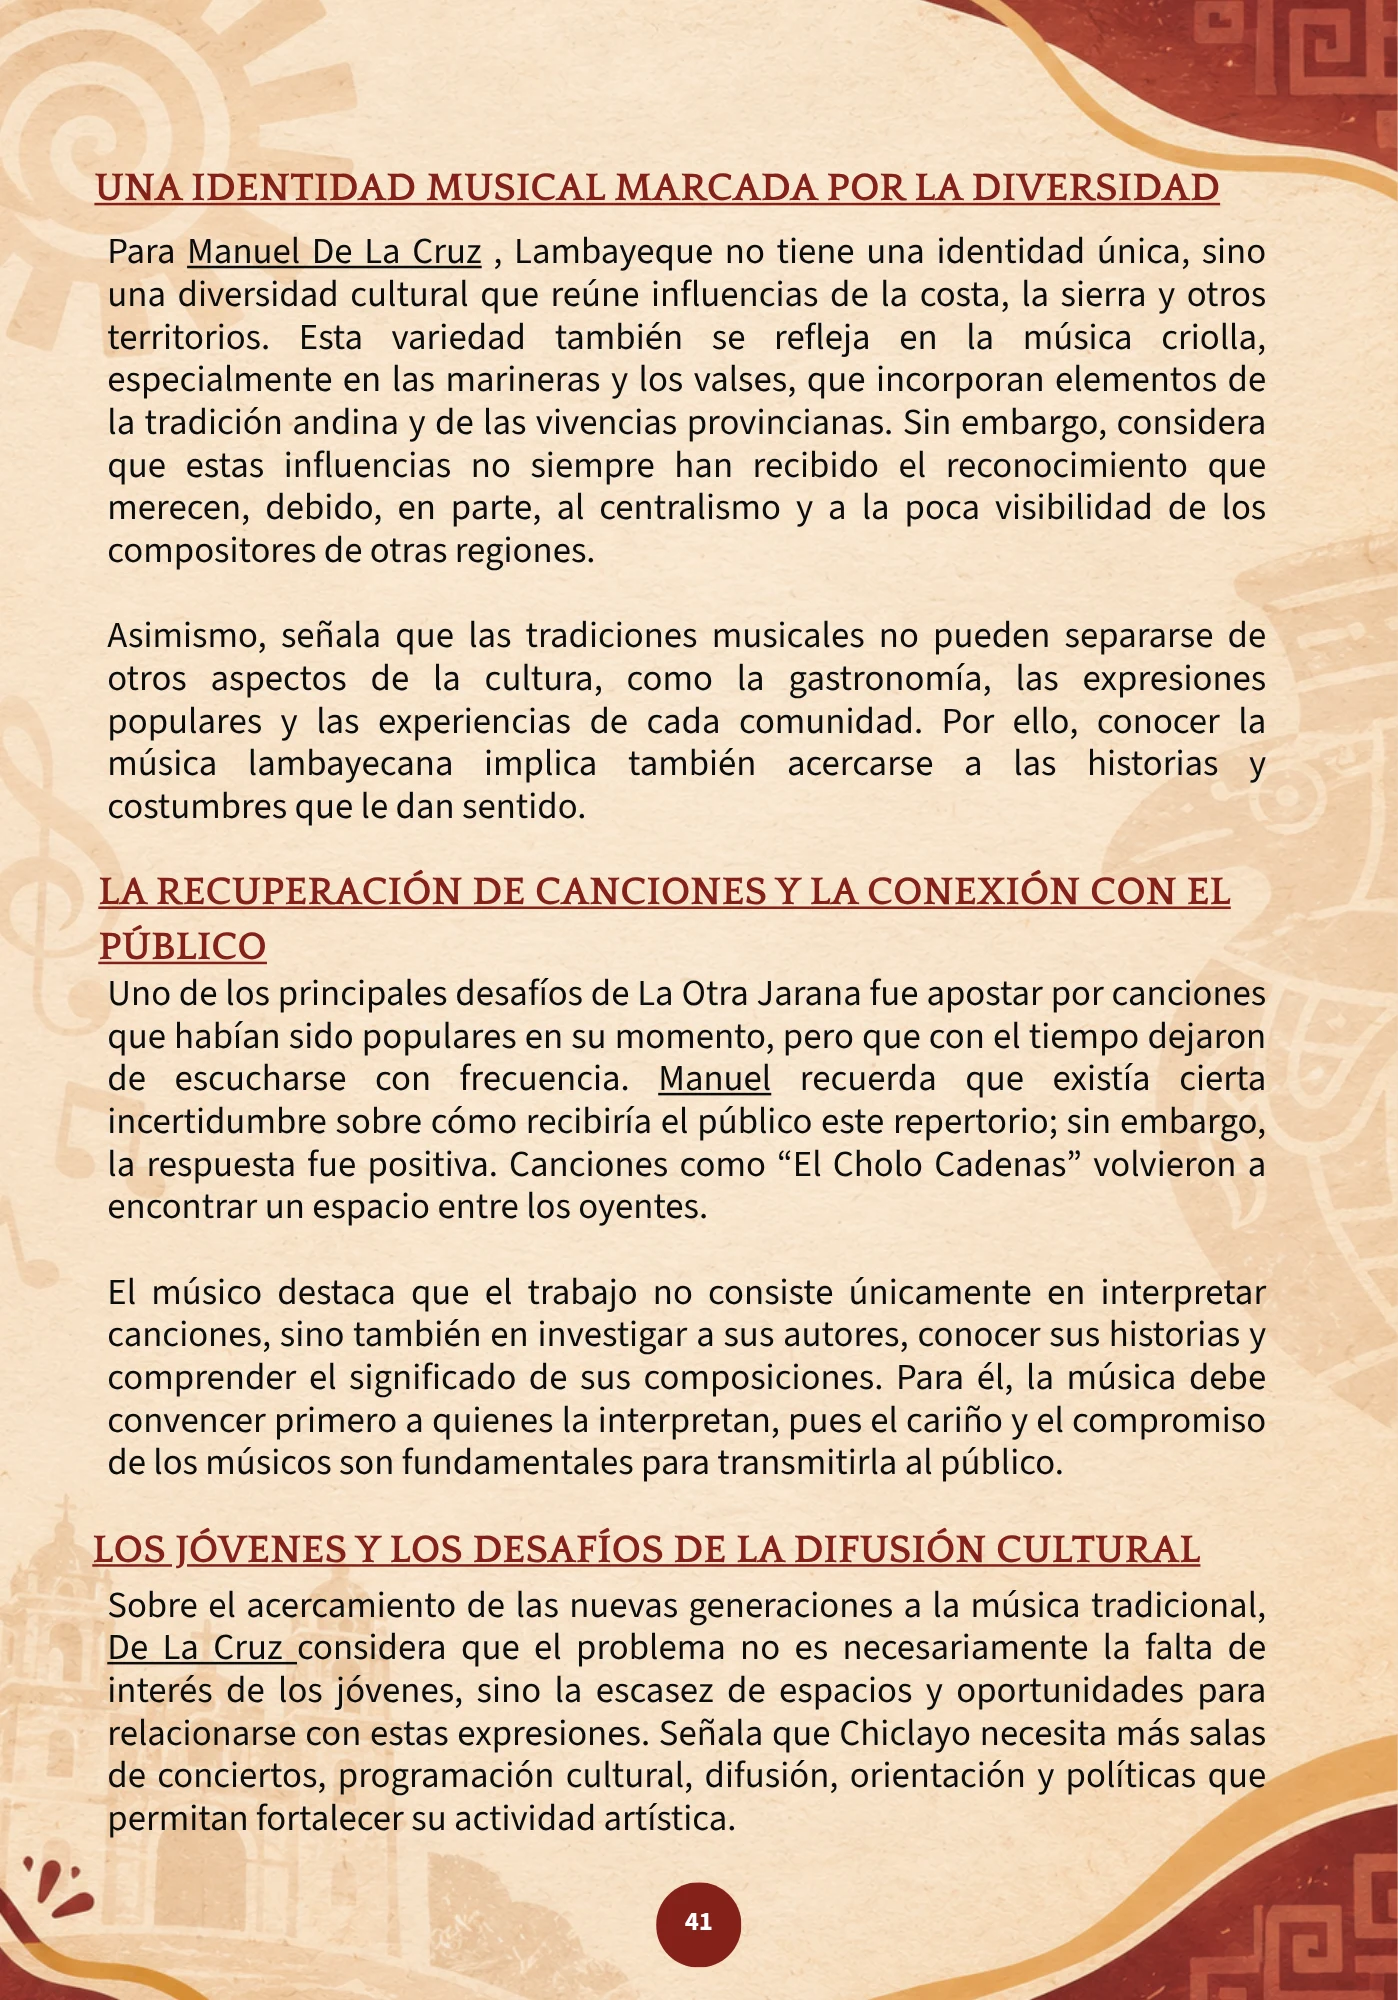 UNA IDENTIDAD MUSICAL MARCADA POR LA DIVERSIDAD
Para Manuel De La Cruz , Lambayeque no tiene una identidad única, sino
una diversidad cultural que reúne influencias de la costa, la sierra y otros
territorios. Esta variedad también se refleja en la música criolla,
especialmente en las marineras y los valses, que incorporan elementos de
la tradición andina y de las vivencias provincianas. Sin embargo, considera
que estas influencias no siempre han recibido el reconocimiento que
merecen, debido, en parte, al centralismo y a la poca visibilidad de los
compositores de otras regiones.
Asimismo, señala que las tradiciones musicales no pueden separarse de
otros aspectos de la cultura, como la gastronomía, las expresiones
populares y las experiencias de cada comunidad. Por ello, conocer la
música lambayecana implica también acercarse a las historias y
costumbres que le dan sentido.
LA RECUPERACIÓN DE CANCIONES Y LA CONEXIÓN CON EL
PÚBLICO
Uno de los principales desafíos de La Otra Jarana fue apostar por canciones
que habían sido populares en su momento, pero que con el tiempo dejaron
de escucharse con frecuencia. Manuel recuerda que existía cierta
incertidumbre sobre cómo recibiría el público este repertorio; sin embargo,
la respuesta fue positiva. Canciones como “El Cholo Cadenas” volvieron a
encontrar un espacio entre los oyentes.
El músico destaca que el trabajo no consiste únicamente en interpretar
canciones, sino también en investigar a sus autores, conocer sus historias y
comprender el significado de sus composiciones. Para él, la música debe
convencer primero a quienes la interpretan, pues el cariño y el compromiso
de los músicos son fundamentales para transmitirla al público.
LOS JÓVENES Y LOS DESAFÍOS DE LA DIFUSIÓN CULTURAL
Sobre el acercamiento de las nuevas generaciones a la música tradicional,
De La Cruz considera que el problema no es necesariamente la falta de
interés de los jóvenes, sino la escasez de espacios y oportunidades para
relacionarse con estas expresiones. Señala que Chiclayo necesita más salas
de conciertos, programación cultural, difusión, orientación y políticas que
permitan fortalecer su actividad artística.
41